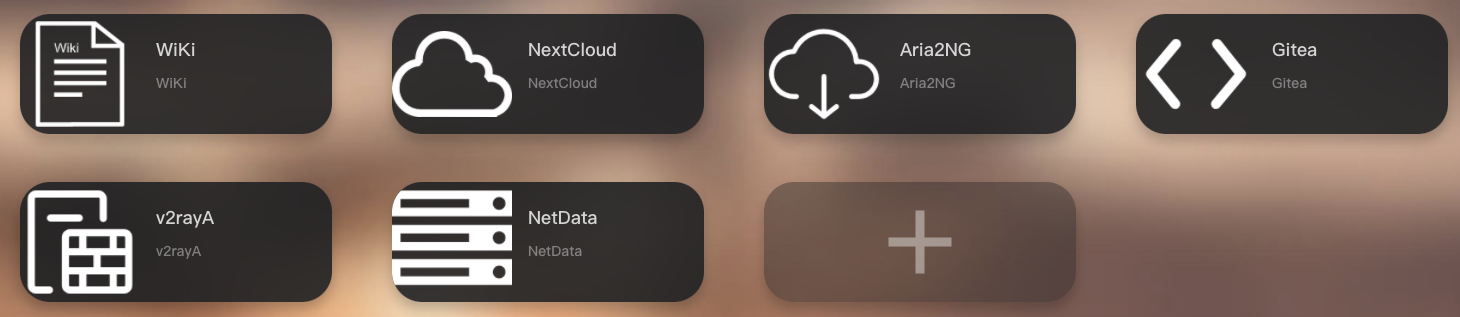 Wiki
WiKi
WiKi
NextCloud
NextCloud
Aria2NG
Aria2NG
Gitea
Gitea
v2rayA
v2rayA
NetData
NetData